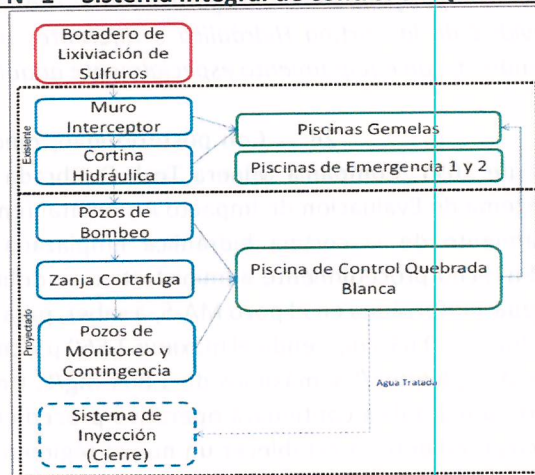 N° 1 – Sistema Integral de Control
Botadero de
Lixiviación de
Sulfuros
Existente
Muro
Interceptor
Cortina
Hidráulica
Piscinas Gemelas
Piscinas de Emergencia 1 y 2
Proyectado
Pozos de
Bombeo
Zanja Cortafuga
Pozos de
Monitoreo y
Contingencia
Piscina de Control Quebrada
Blanca
Agua Tratada
Sistema de
Inyección
(Cierre)